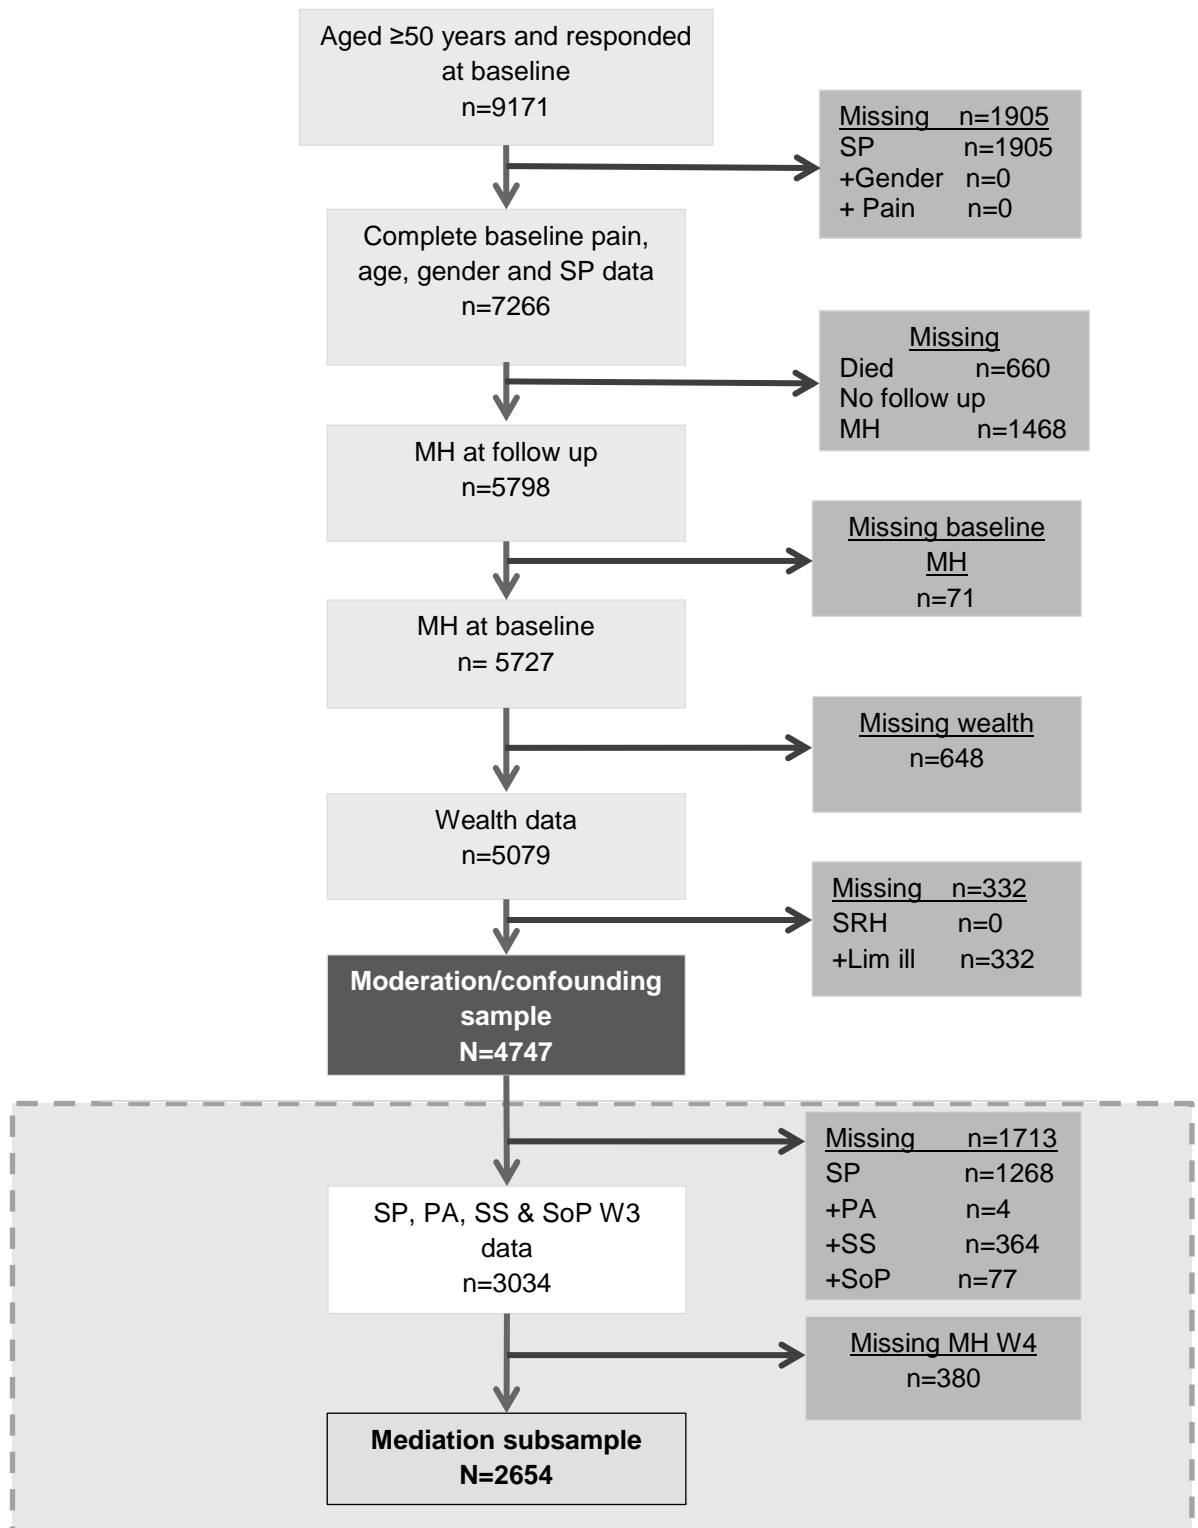 Aged ≥50 years and responded
at baseline
n=9171
Missing n=1905
SP n=1905
+Gender n=0
+ Pain n=0
Complete baseline pain,
age, gender and SP data
n=7266
Missing
Died n=660
No follow up
MH n=1468
MH at follow up
n=5798
Missing baseline
MH
n=71
MH at baseline
n= 5727
Missing wealth
n=648
Wealth data
n=5079
Missing n=332
SRH n=0
+Lim ill n=332
Moderation/confounding
sample
N=4747
Missing n=1713
SP n=1268
+PA n=4
+SS n=364
+SoP n=77
SP, PA, SS & SoP W3
data
n=3034
Missing MH W4
n=380
Mediation subsample
N=2654